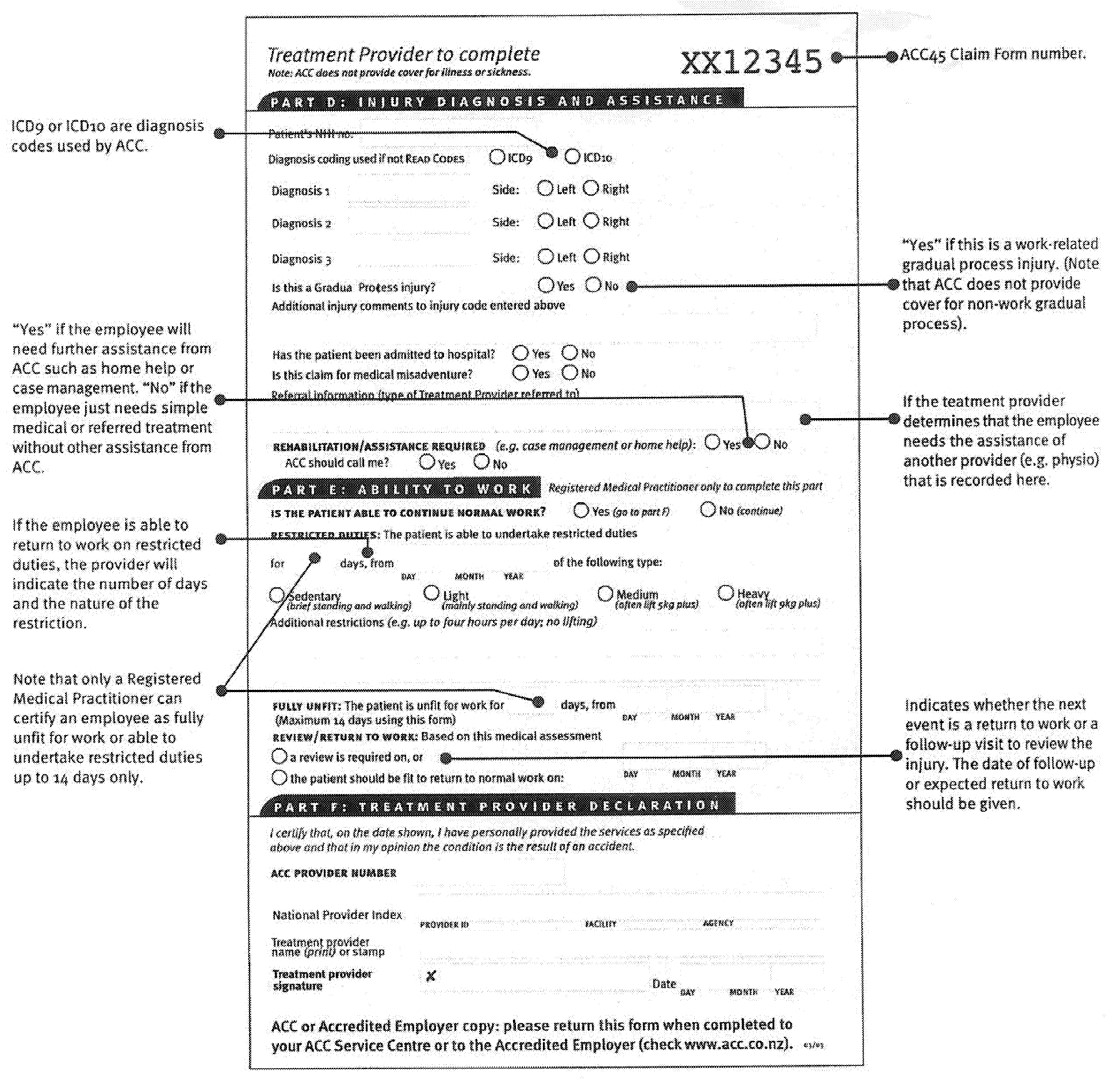 Treatment Provider to complete
Note: ACC does not provide cover for illness or sickness.
XX12345
ACC45 Claim Form number.
PART D: INJURY DIAGNOSIS AND ASSISTANCE
ICD9 or ICD10 are diagnosis
codes used by ACC.
Patient's NHI no.
Diagnosis coding used if not READ CODES ICD9 ICD10
Diagnosis 1 Side: Left Right
Diagnosis 2 Side: Left Right
Diagnosis 3 Side: Left Right
Is this a Gradua Process injury? Yes No
Additional injury comments to injury code entered above
"Yes" if this is a work-related
gradual process injury. (Note
that ACC does not provide
cover for non-work gradual
process).
"Yes" if the employee will
need further assistance from
ACC such as home help or
case management. "No" if the
employee just needs simple
medical or referred treatment
without other assistance from
ACC.
Has the patient been admitted to hospital? Yes No
Is this claim for medical misadventure? Yes No
Referral information (type of Treatment Provider referred to)
If the teatment provider
determines that the employee
needs the assistance of
another provider (e.g. physio)
that is recorded here.
REHABILITATION/ASSISTANCE REQUIRED (e.g. case management or home help): Yes No
ACC should call me? Yes No
PART E: ABILITY TO WORK Registered Medical Practitioner only to complete this part
IS THE PATIENT ABLE TO CONTINUE NORMAL WORK? Yes (go to part F) No (continue)
If the employee is able to
return to work on restricted
duties, the provider will
indicate the number of days
and the nature of the
restriction.
RESTRICTED DUTIES: The patient is able to undertake restricted duties
for days, from of the following type:
DAY MONTH YEAR
Sedentary Light Medium Heavy
(brief standing and walking) (mainly standing and walking) (often lift 5kg plus) (often lift 9kg plus)
Additional restrictions (e.g. up to four hours per day; no lifting)
Note that only a Registered
Medical Practitioner can
certify an employee as fully
unfit for work or able to
undertake restricted duties
up to 14 days only.
FULLY UNFIT: The patient is unfit for work for days, from
(Maximum 14 days using this form) DAY MONTH YEAR
REVIEW/RETURN TO WORK: Based on this medical assessment
a review is required on, or
the patient should be fit to return to normal work on: DAY MONTH YEAR
Indicates whether the next
event is a return to work or a
follow-up visit to review the
injury. The date of follow-up
or expected return to work
should be given.
PART F: TREATMENT PROVIDER DECLARATION
I certify that, on the date shown, I have personally provided the services as specified
above and that in my opinion the condition is the result of an accident.
ACC PROVIDER NUMBER
National Provider Index
PROVIDER ID FACILITY AGENCY
Treatment provider
name (print) or stamp
Treatment provider
signature
x
Date
DAY MONTH YEAR
ACC or Accredited Employer copy: please return this form when completed to
your ACC Service Centre or to the Accredited Employer (check www.acc.co.nz).